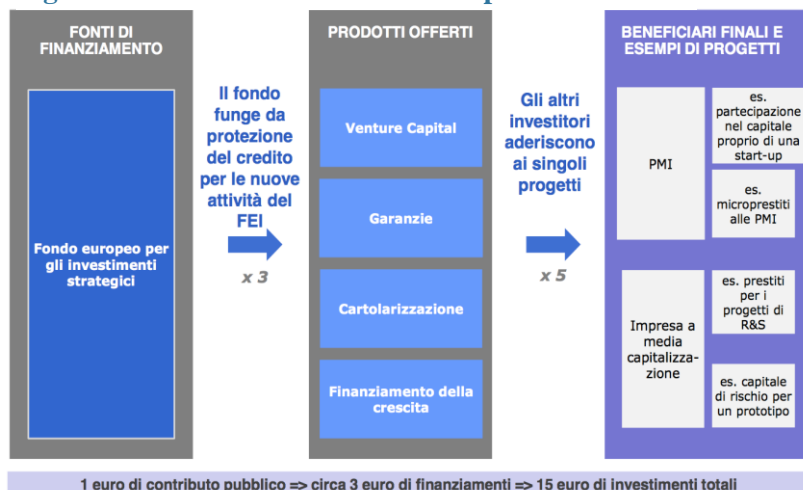 FONTI DI
FINANZIAMENTO
Fondo europeo per
gli investimenti
strategici
Il fondo
funge da
protezione
del credito
per le nuove
attività del
FEI
x 3
PRODOTTI OFFERTI
Venture Capital
Garanzie
Cartolarizzazione
Finanziamento della
crescita
Gli altri
investitori
aderiscono
ai singoli
progetti
x 5
BENEFICIARI FINALI E
ESEMPI DI PROGETTI
PMI
es.
partecipazione
nel capitale
proprio di una
start-up
es.
microprestiti
alle PMI
Impresa a
media
capitalizza-
zione
es. prestiti
per i
progetti di
R&S
es. capitale
di rischio per
un prototipo
1 euro di contributo pubblico => circa 3 euro di finanziamenti => 15 euro di investimenti totali